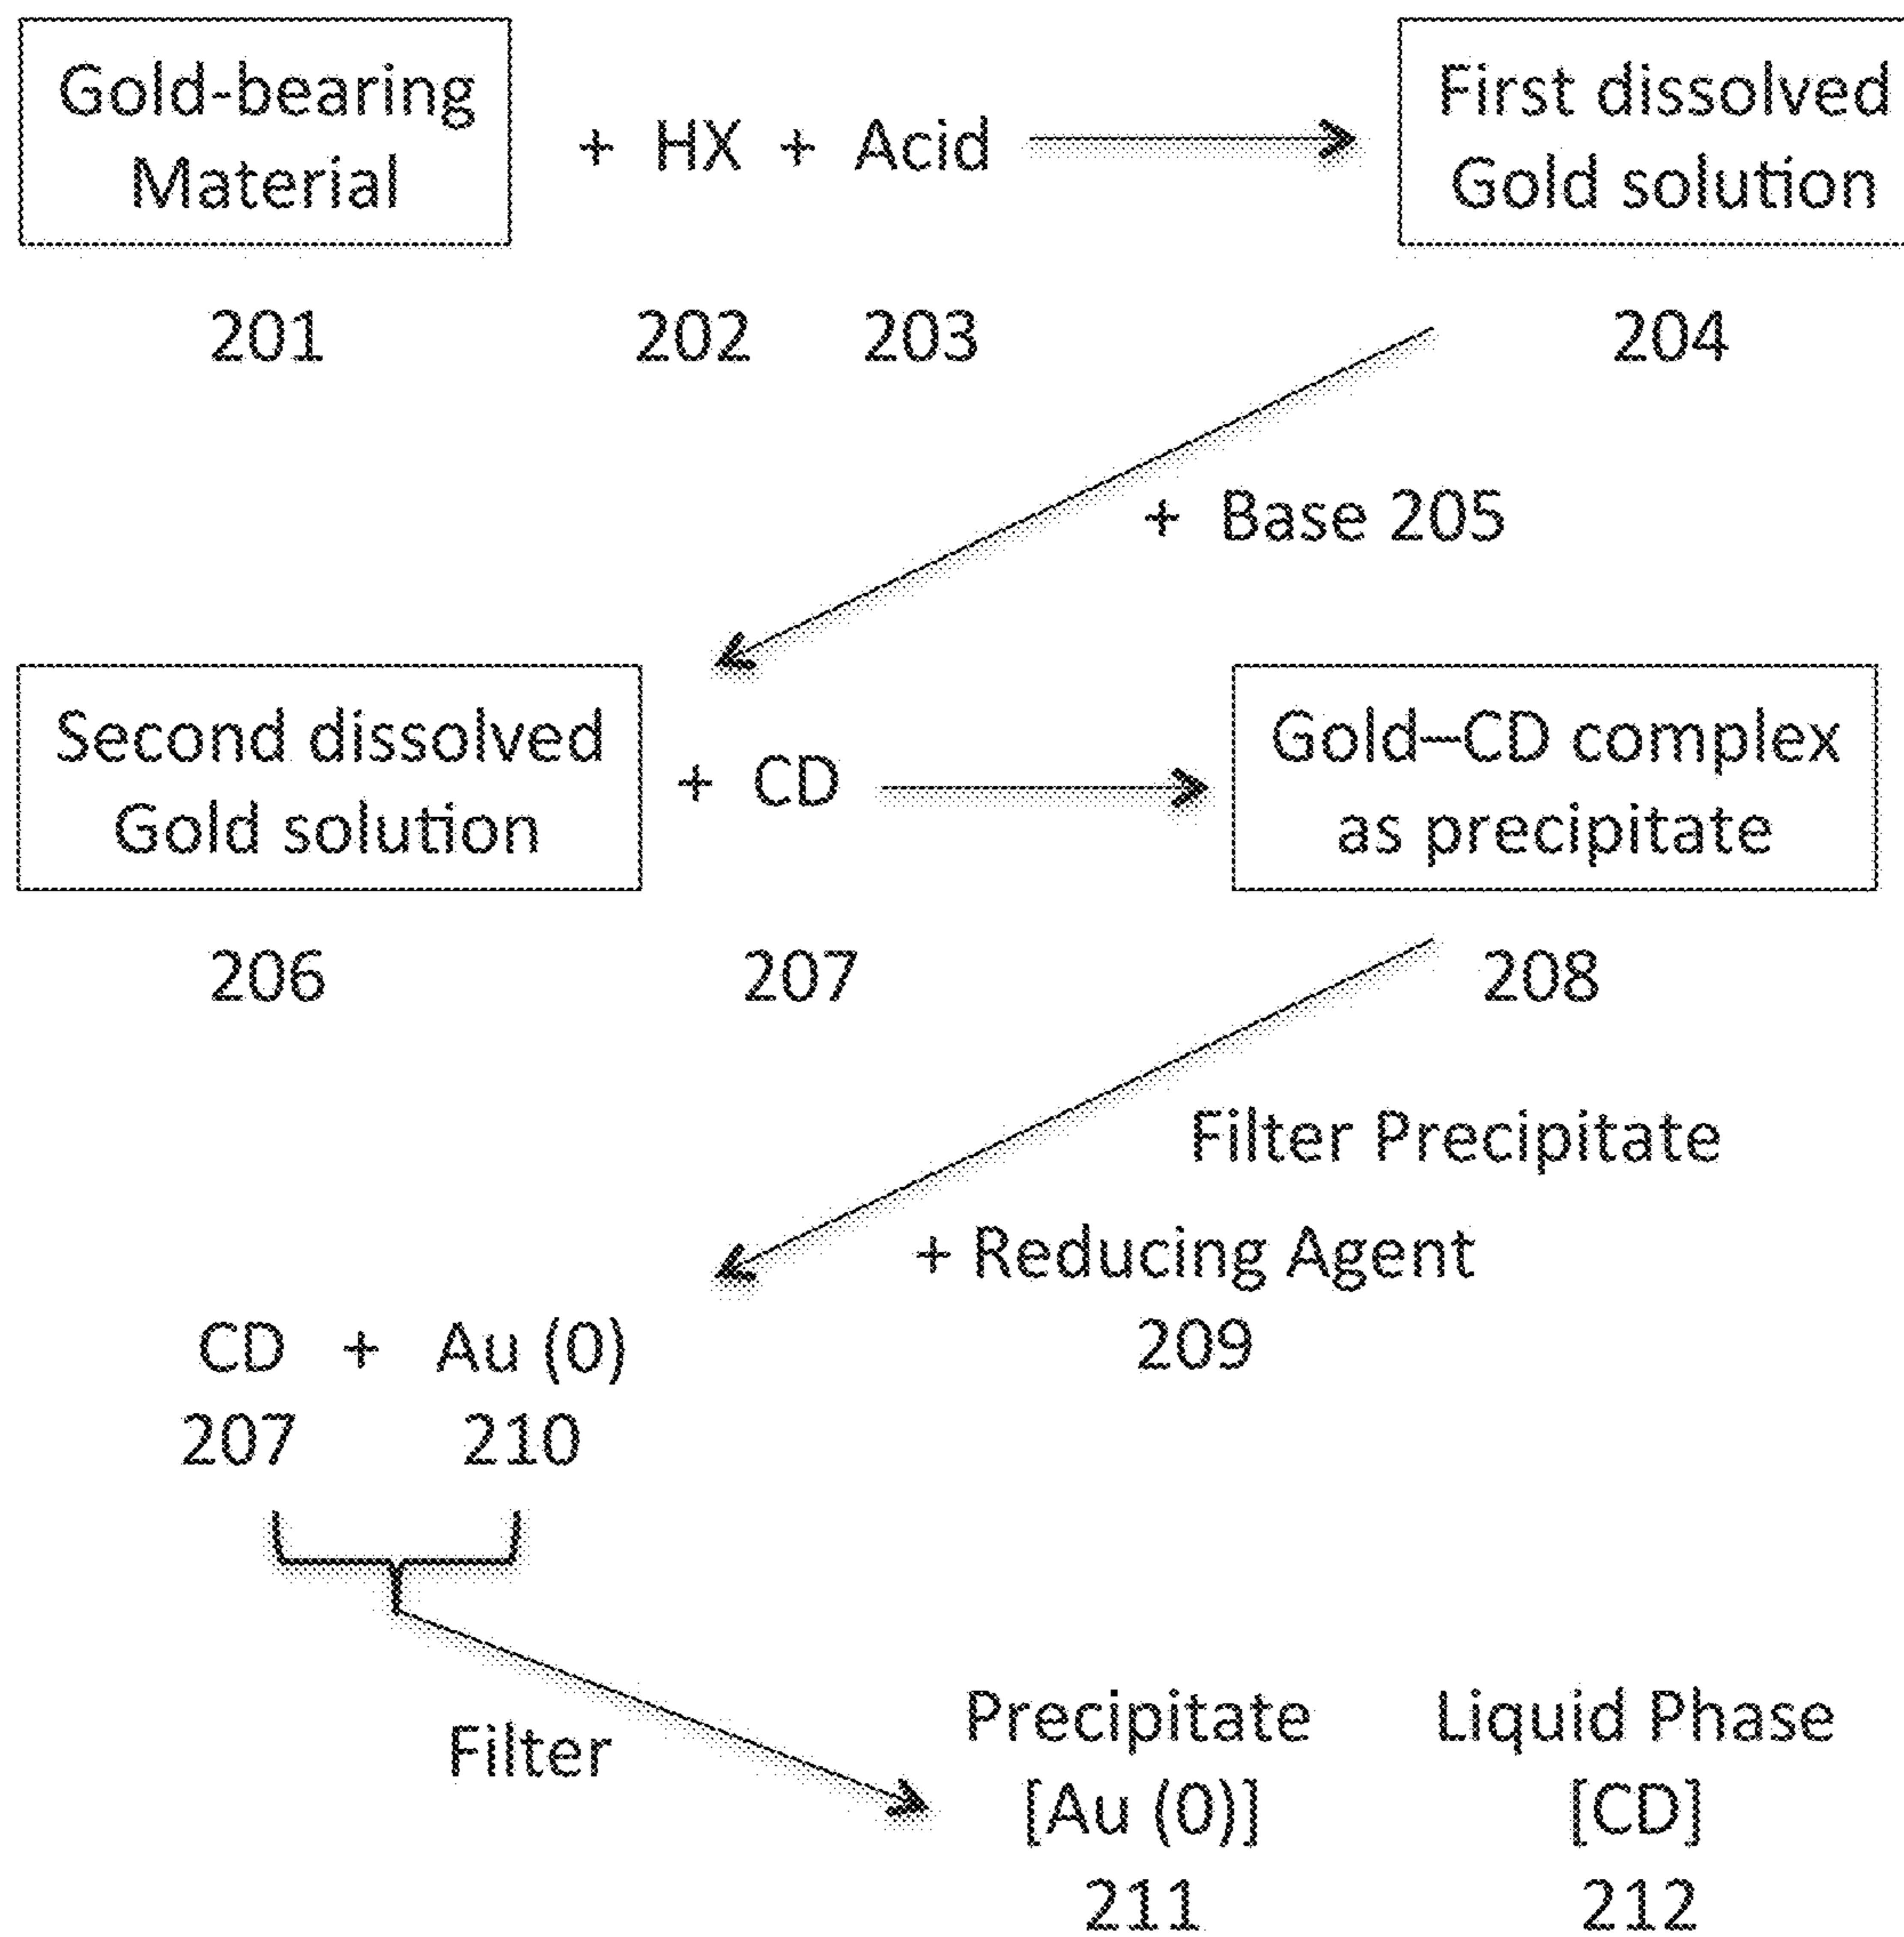 Gold-bearing
Material
+ HX + Acid
First dissolved
Gold solution
201
202
203
204
+ Base 205
Second dissolved
Gold solution
+ CD
Gold–CD complex
as precipitate
206
207
208
Filter Precipitate
+ Reducing Agent
209
CD + Au (0)
207 210
Filter
Precipitate
[Au (0)]
211
Liquid Phase
[CD]
212